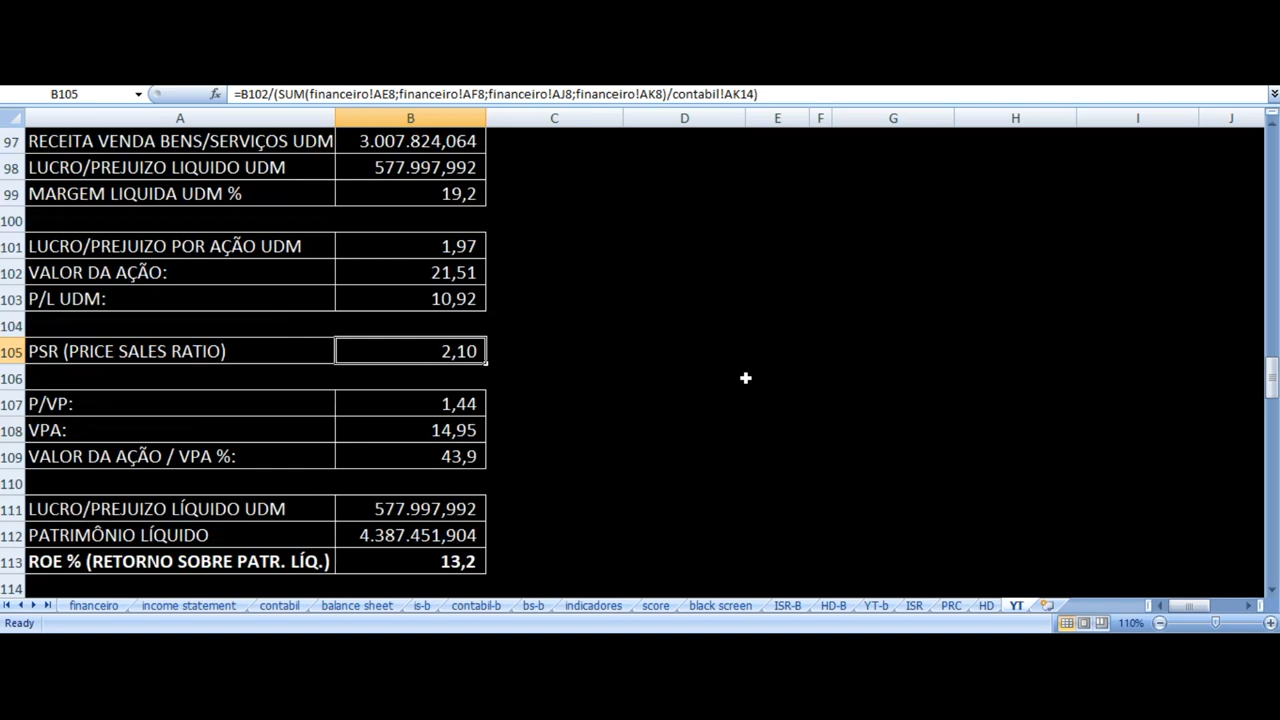 B105 fx =B102/(SUM(financeiro!AE8;financeiro!AF8;financeiro!AJ8;financeiro!AK8)/contabil!AK14)
A B C D E F G H I J
97 RECEITA VENDA BENS/SERVIÇOS UDM 3.007.824,064
98 LUCRO/PREJUIZO LIQUIDO UDM 577.997,992
99 MARGEM LIQUIDA UDM % 19,2
100
101 LUCRO/PREJUIZO POR AÇÃO UDM 1,97
102 VALOR DA AÇÃO: 21,51
103 P/L UDM: 10,92
104
105 PSR (PRICE SALES RATIO) 2,10
106
107 P/VP: 1,44
108 VPA: 14,95
109 VALOR DA AÇÃO / VPA %: 43,9
110
111 LUCRO/PREJUIZO LÍQUIDO UDM 577.997,992
112 PATRIMÔNIO LÍQUIDO 4.387.451,904
113 ROE % (RETORNO SOBRE PATR. LÍQ.) 13,2
114
financeiro income statement contabil balance sheet is-b contabil-b bs-b indicadores score black screen ISR-B HD-B YT-b ISR PRC HD YT
Ready 110%